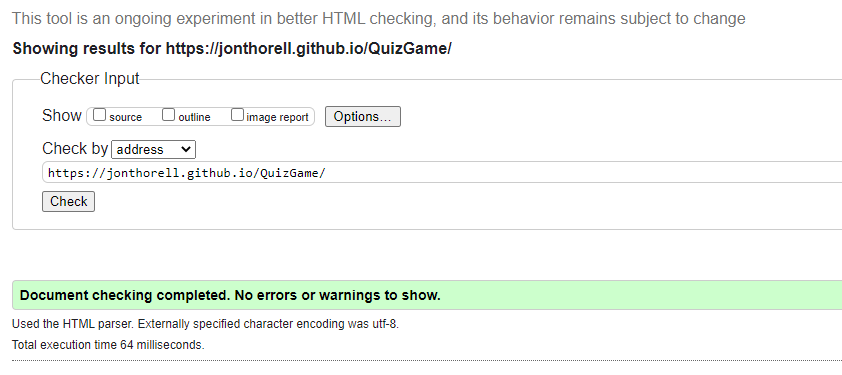 This tool is an ongoing experiment in better HTML checking, and its behavior remains subject to change
Showing results for https://jonthorell.github.io/QuizGame/
Checker Input
Show source outline image report Options...
Check by address
https://jonthorell.github.io/QuizGame/
Check
Document checking completed. No errors or warnings to show.
Used the HTML parser. Externally specified character encoding was utf-8.
Total execution time 64 milliseconds.